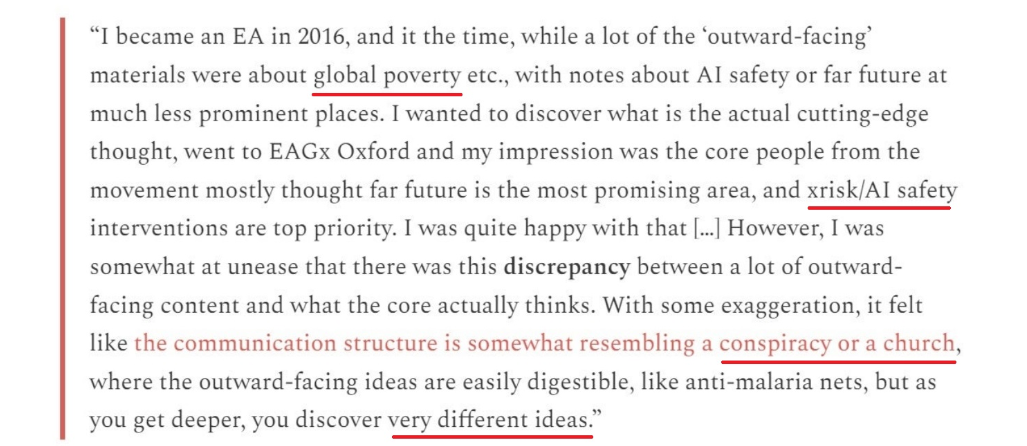 “I became an EA in 2016, and it the time, while a lot of the ‘outward-facing’
materials were about global poverty etc., with notes about AI safety or far future at
much less prominent places. I wanted to discover what is the actual cutting-edge
thought, went to EAGx Oxford and my impression was the core people from the
movement mostly thought far future is the most promising area, and xrisk/AI safety
interventions are top priority. I was quite happy with that [...] However, I was
somewhat at unease that there was this discrepancy between a lot of outward-
facing content and what the core actually thinks. With some exaggeration, it felt
like the communication structure is somewhat resembling a conspiracy or a church,
where the outward-facing ideas are easily digestible, like anti-malaria nets, but as
you get deeper, you discover very different ideas.”